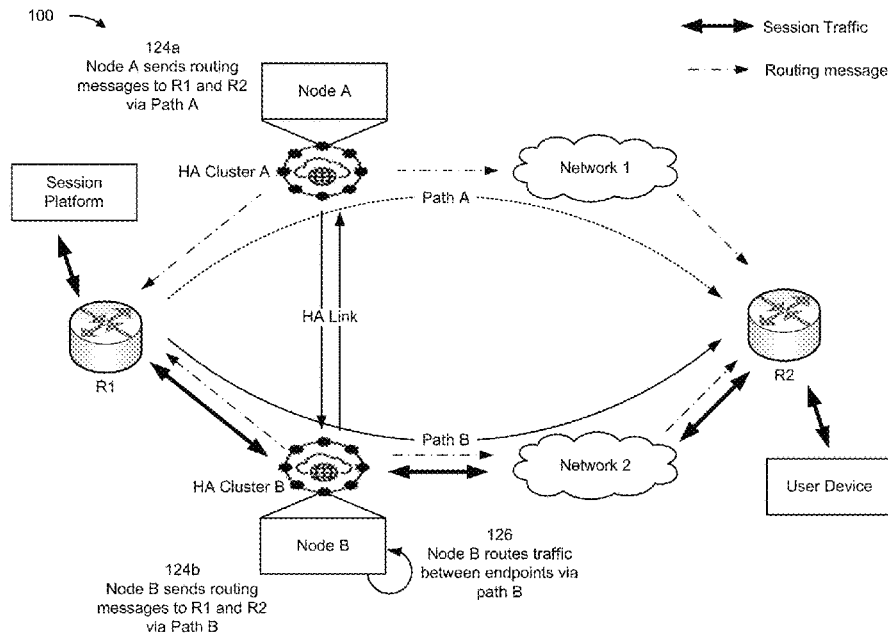 100
124a
Node A sends routing
messages to R1 and R2
via Path A
Node A
Session Traffic
Routing message
HA Cluster A
Network 1
Session
Platform
Path A
HA Link
R1
R2
Path B
HA Cluster B
Network 2
User Device
Node B
126
Node B routes traffic
between endpoints via
path B
124b
Node B sends routing
messages to R1 and R2
via Path B